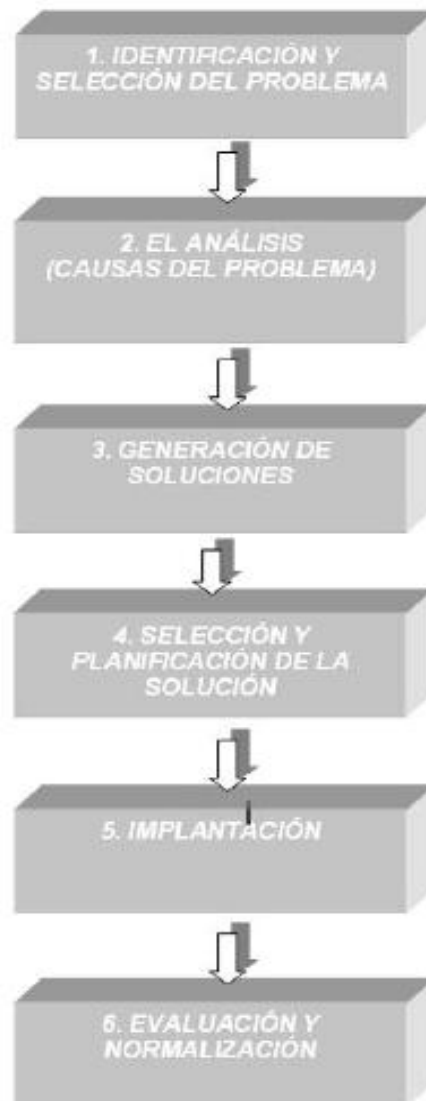 1. IDENTIFICACIÓN Y
SELECCIÓN DEL PROBLEMA
2. EL ANÁLISIS
(CAUSAS DEL PROBLEMA)
3. GENERACIÓN DE
SOLUCIONES
4. SELECCIÓN Y
PLANIFICACIÓN DE LA
SOLUCIÓN
5. IMPLANTACIÓN
6. EVALUACIÓN Y
NORMALIZACIÓN